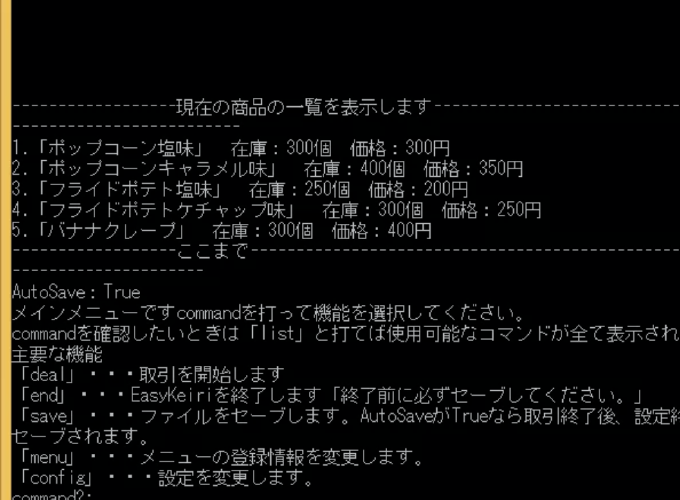 ------------------現在の商品の一覧を表示します---------------------------
-------------------------
1.「ポップコーン塩味」 在庫：300個 価格：300円
2.「ポップコーンキャラメル味」 在庫：400個 価格：350円
3.「フライドポテト塩味」 在庫：250個 価格：200円
4.「フライドポテトケチャップ味」 在庫：300個 価格：250円
5.「バナナクレープ」 在庫：300個 価格：400円
------------------ここまで-----------------------------------------------
---------------------
AutoSave：True
メインメニューですcommandを打って機能を選択してください。
commandを確認したいときは「list」と打てば使用可能なコマンドが全て表示され
主要な機能
「deal」・・・取引を開始します
「end」・・・EasyKeiriを終了します「終了前に必ずセーブしてください。」
「save」・・・ファイルをセーブします。AutoSaveがTrueなら取引終了後、設定終
セーブされます。
「menu」・・・メニューの登録情報を変更します。
「config」・・・設定を変更します。
command?: